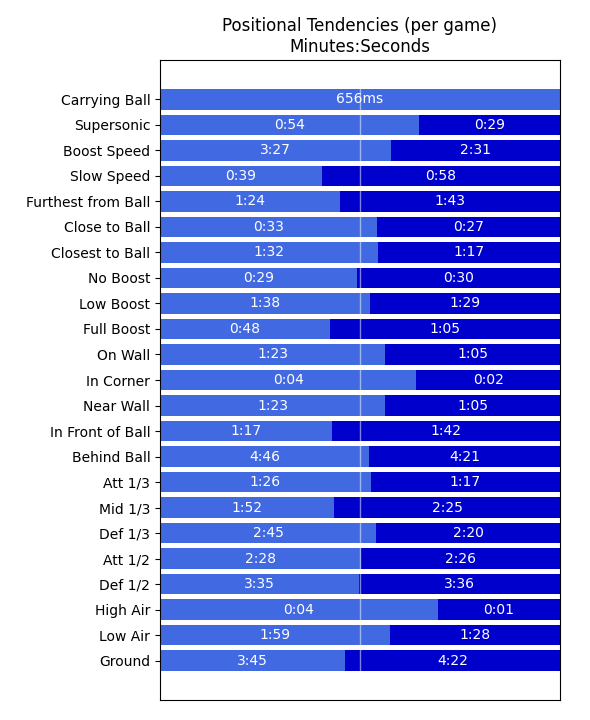 Positional Tendencies (per game)
Minutes:Seconds
Carrying Ball 656ms
Supersonic 0:54 0:29
Boost Speed 3:27 2:31
Slow Speed 0:39 0:58
Furthest from Ball 1:24 1:43
Close to Ball 0:33 0:27
Closest to Ball 1:32 1:17
No Boost 0:29 0:30
Low Boost 1:38 1:29
Full Boost 0:48 1:05
On Wall 1:23 1:05
In Corner 0:04 0:02
Near Wall 1:23 1:05
In Front of Ball 1:17 1:42
Behind Ball 4:46 4:21
Att 1/3 1:26 1:17
Mid 1/3 1:52 2:25
Def 1/3 2:45 2:20
Att 1/2 2:28 2:26
Def 1/2 3:35 3:36
High Air 0:04 0:01
Low Air 1:59 1:28
Ground 3:45 4:22